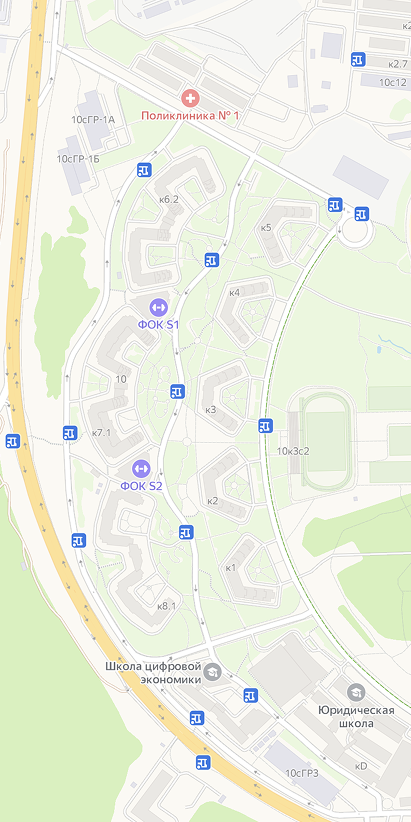 к2.7
10с12
10сГР-1А
Поликлиника № 1
10сГР-1Б
к6.2
к5
к4
ФОК S1
10
к3
к7.1
10к3с2
ФОК S2
к2
к1
к8.1
Школа цифровой
экономики
Юридическая
школа
кD
10сГР3